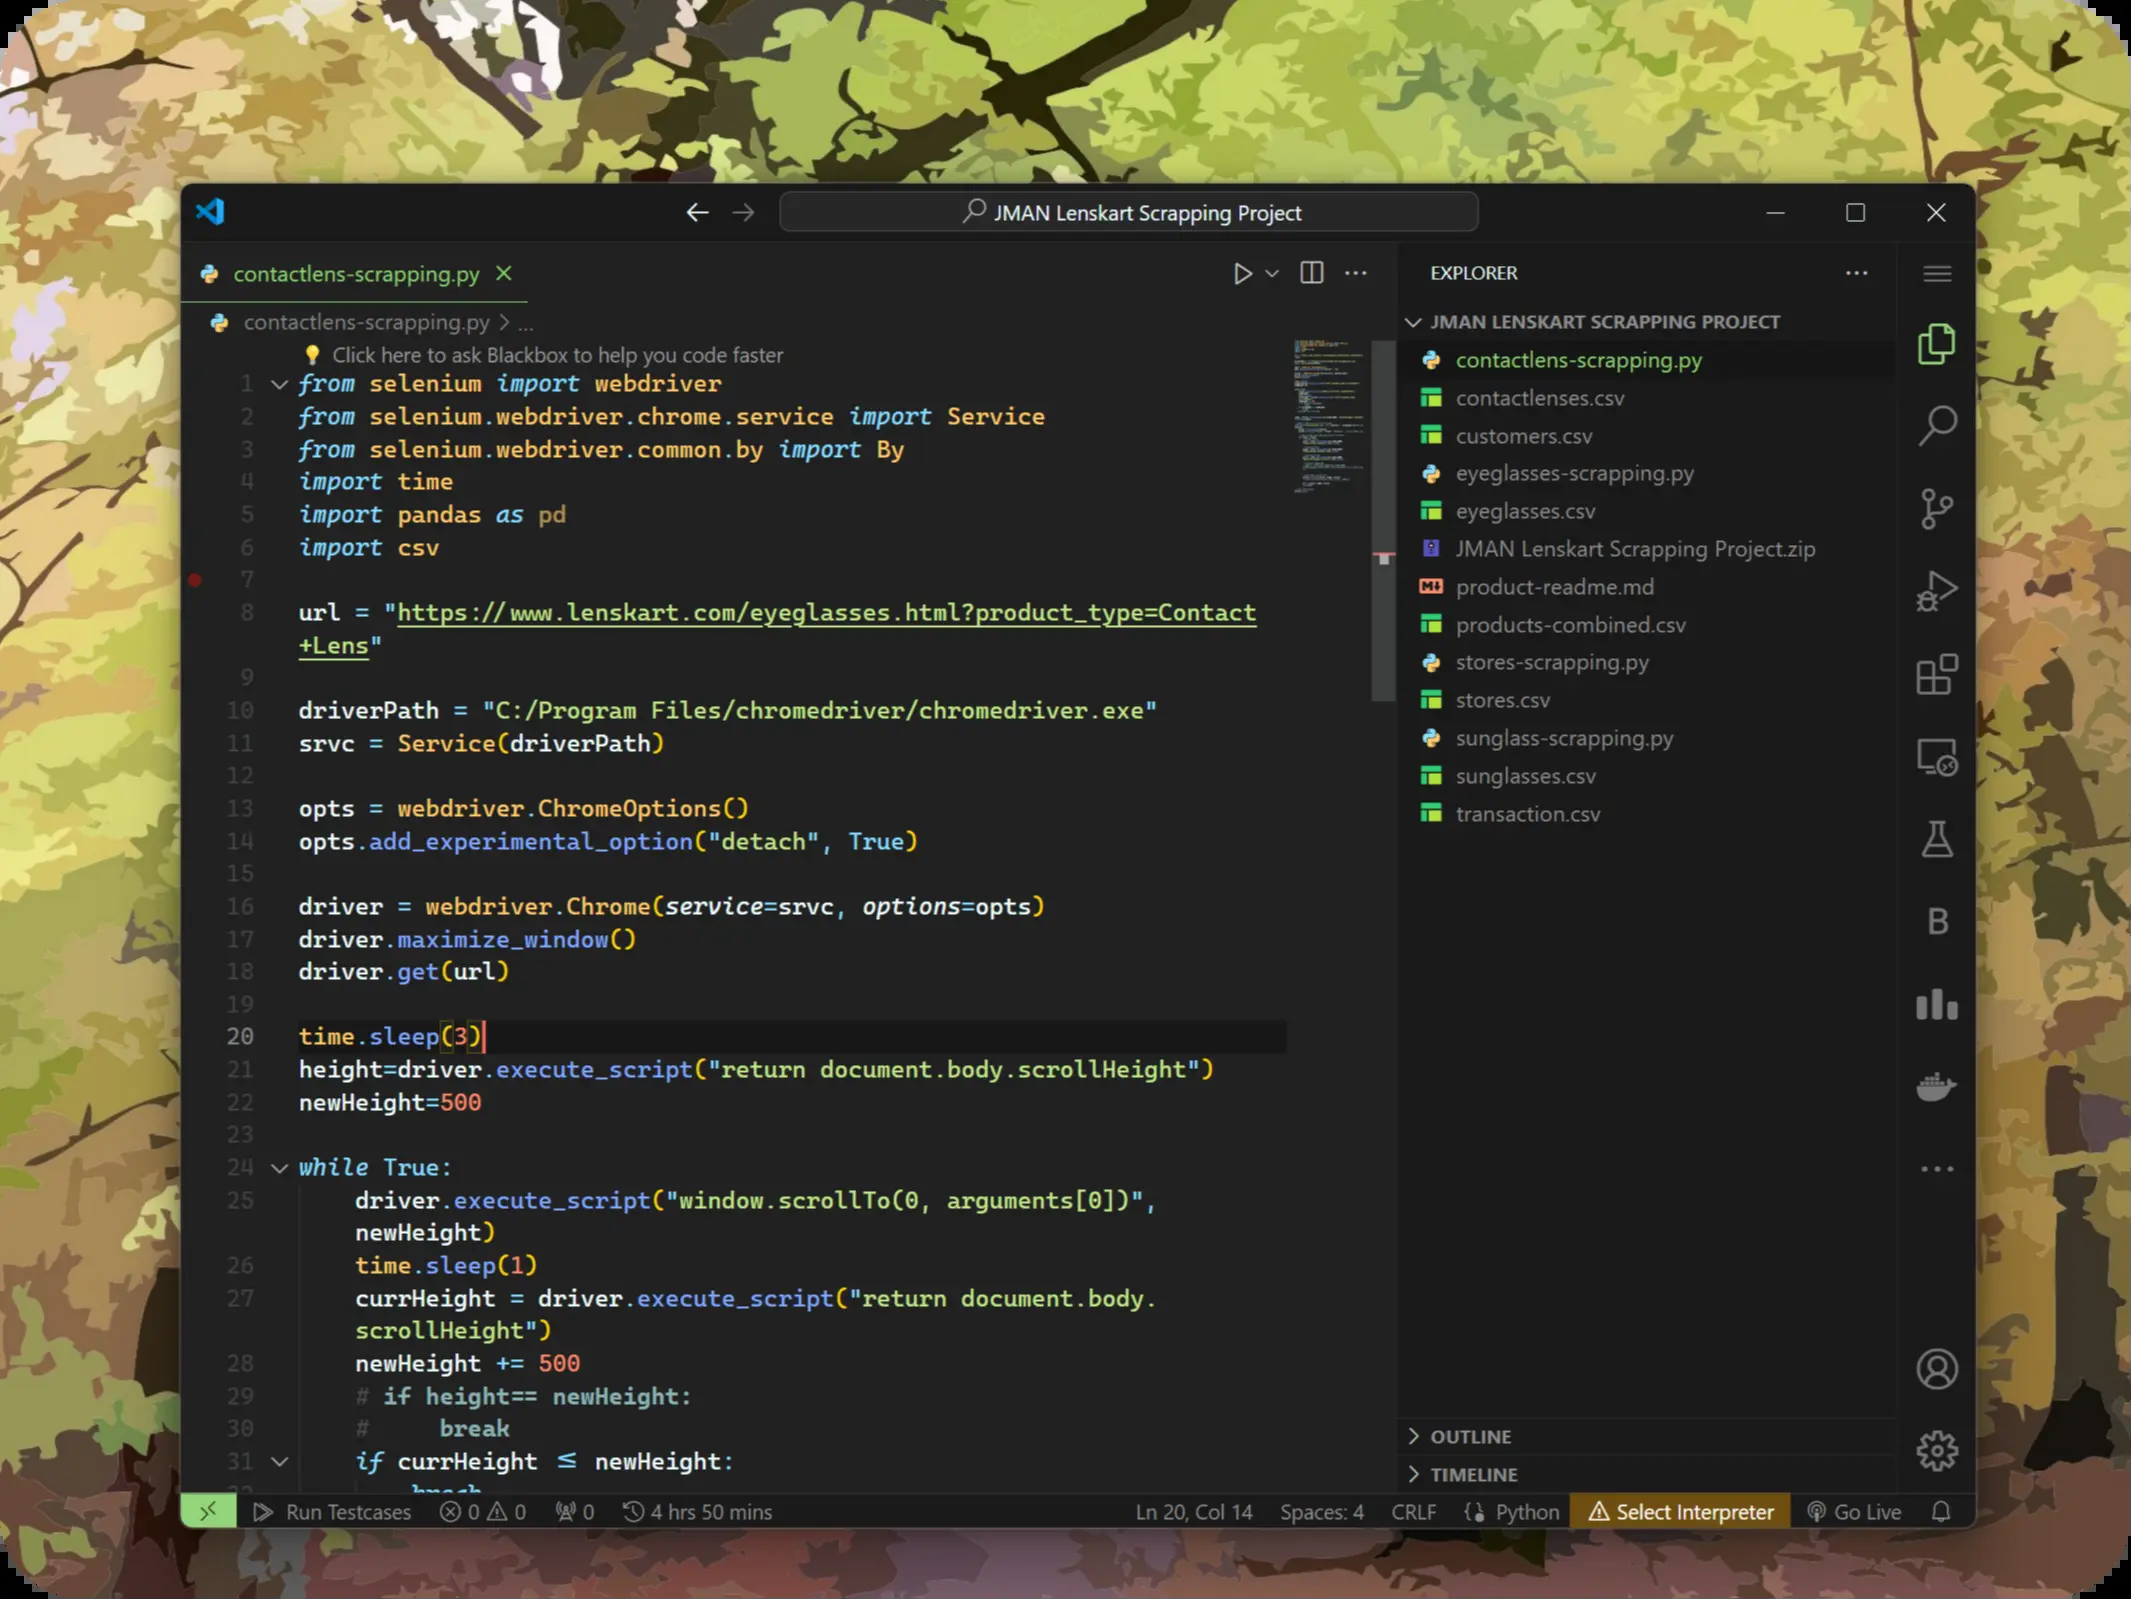 JMAN Lenskart Scrapping Project
contactlens-scrapping.py
contactlens-scrapping.py > ...
Click here to ask Blackbox to help you code faster
1 from selenium import webdriver
2 from selenium.webdriver.chrome.service import Service
3 from selenium.webdriver.common.by import By
4 import time
5 import pandas as pd
6 import csv
7
8 url = "https://www.lenskart.com/eyeglasses.html?product_type=Contact
+Lens"
9
10 driverPath = "C:/Program Files/chromedriver/chromedriver.exe"
11 srvc = Service(driverPath)
12
13 opts = webdriver.ChromeOptions()
14 opts.add_experimental_option("detach", True)
15
16 driver = webdriver.Chrome(service=srvc, options=opts)
17 driver.maximize_window()
18 driver.get(url)
19
20 time.sleep(3)
21 height=driver.execute_script("return document.body.scrollHeight")
22 newHeight=500
23
24 while True:
25 driver.execute_script("window.scrollTo(0, arguments[0])",
newHeight)
26 time.sleep(1)
27 currHeight = driver.execute_script("return document.body.
scrollHeight")
28 newHeight += 500
29 # if height== newHeight:
30 # break
31 if currHeight ≤ newHeight:
EXPLORER
JMAN LENSKART SCRAPPING PROJECT
contactlens-scrapping.py
contactlenses.csv
customers.csv
eyeglasses-scrapping.py
eyeglasses.csv
JMAN Lenskart Scrapping Project.zip
product-readme.md
products-combined.csv
stores-scrapping.py
stores.csv
sunglass-scrapping.py
sunglasses.csv
transaction.csv
B
OUTLINE
TIMELINE
Run Testcases 0 0 0 4 hrs 50 mins Ln 20, Col 14 Spaces: 4 CRLF Python Select Interpreter Go Live